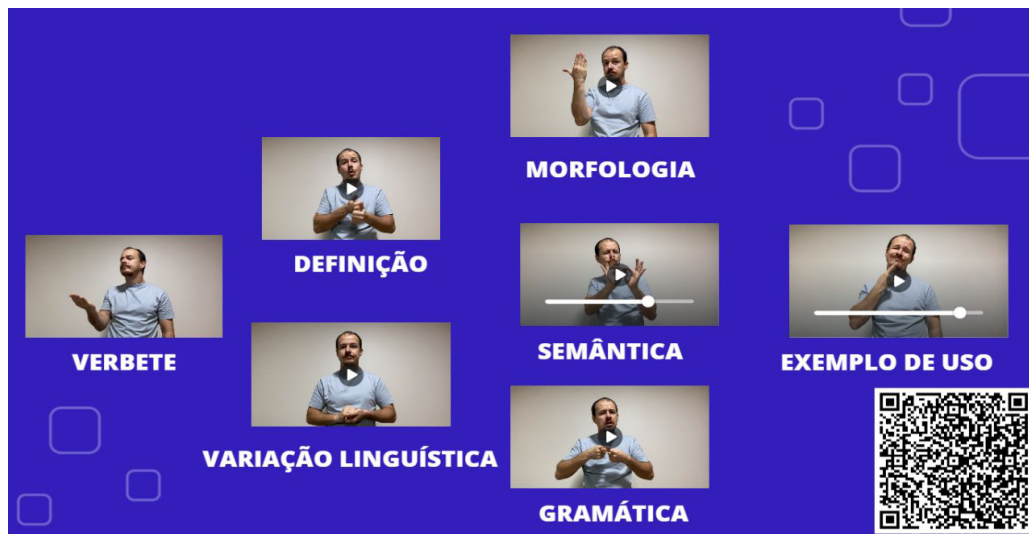 MORFOLOGIA
DEFINIÇÃO
VERBETE
SEMÂNTICA
EXEMPLO DE USO
VARIAÇÃO LINGUÍSTICA
GRAMÁTICA